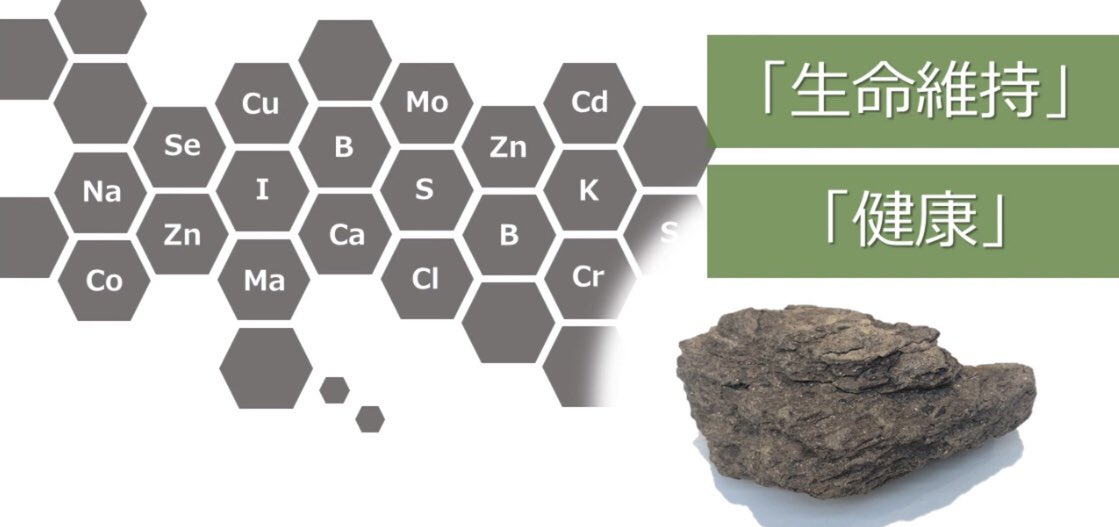 Cu
Mo
Cd
Se
B
Zn
Na
I
S
K
Zn
Ca
B
S
Co
Ma
Cl
Cr
「生命維持」
「健康」